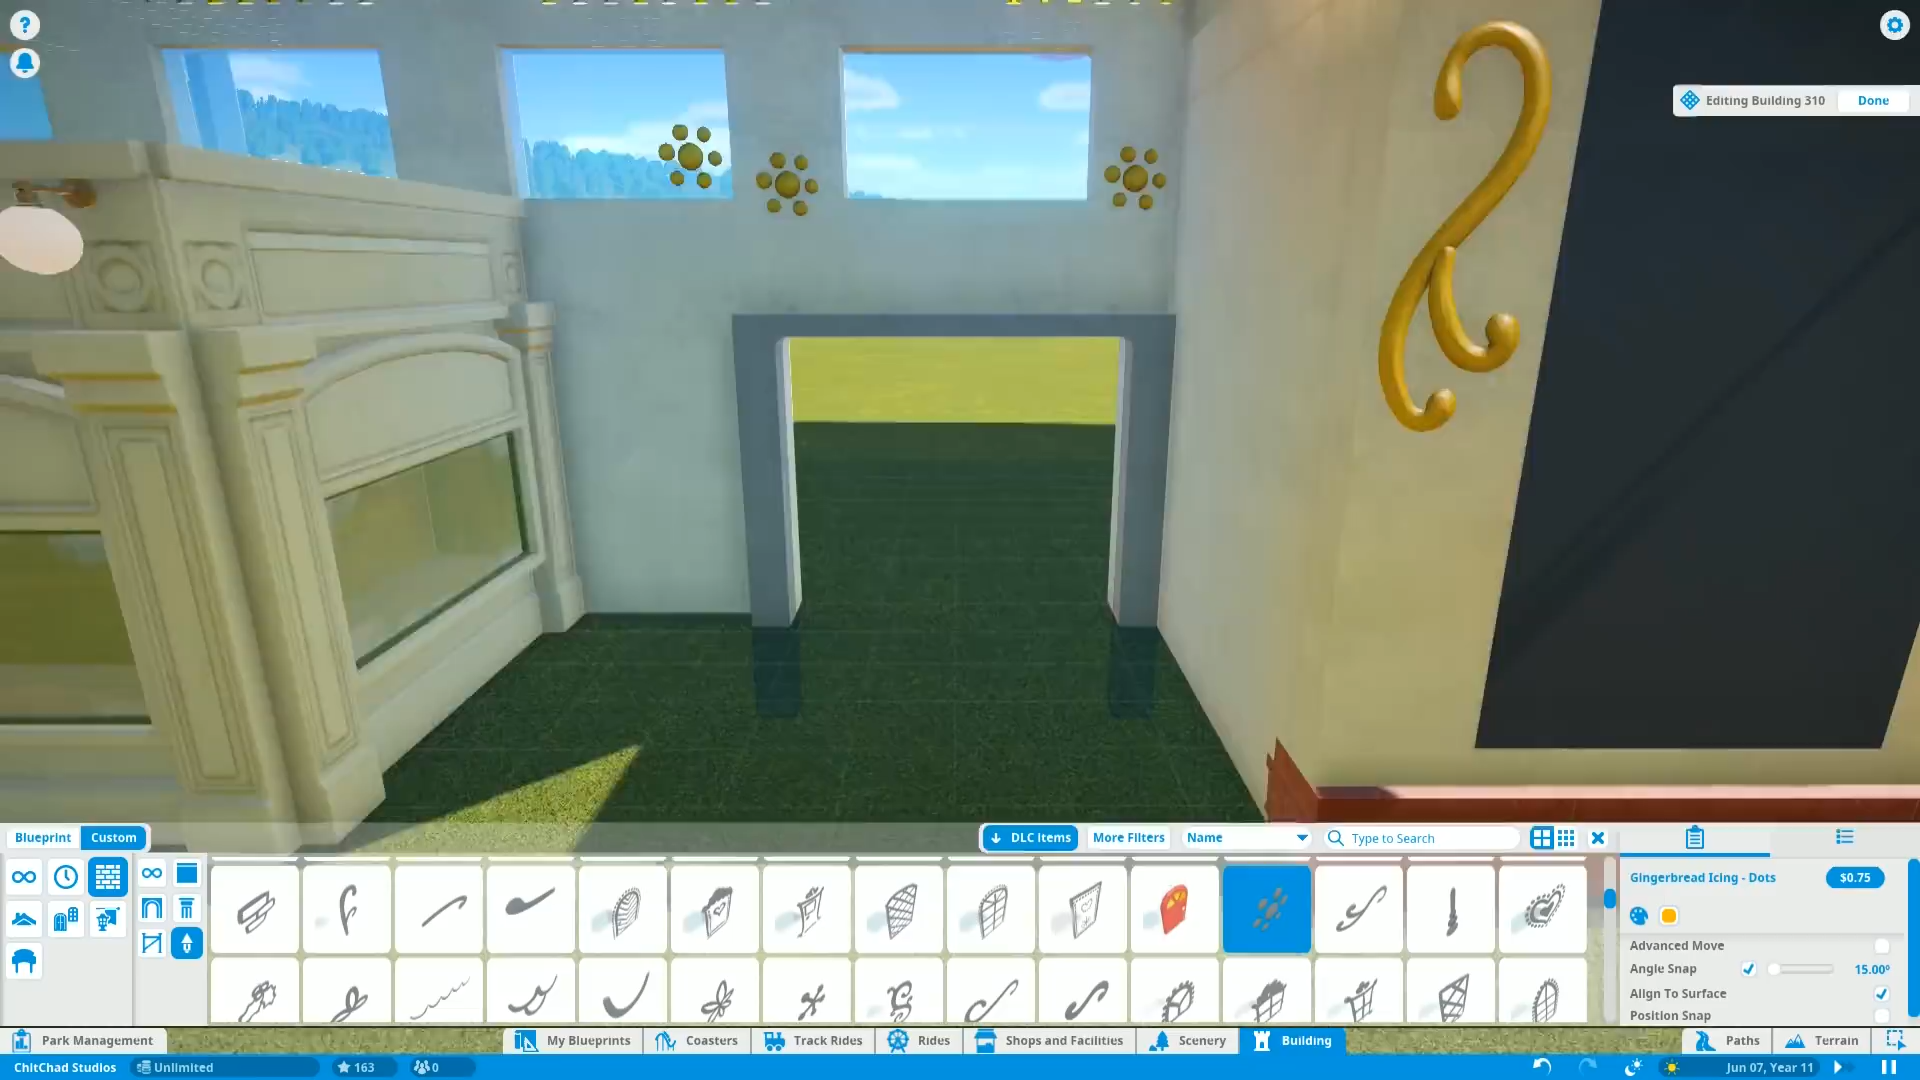 ?
Editing Building 310 Done
Blueprint Custom
DLC Items More Filters Name Type to Search
Gingerbread Icing - Dots $0.75
Advanced Move
Angle Snap 15.00°
Align To Surface
Position Snap
Park Management My Blueprints Coasters Track Rides Rides Shops and Facilities Scenery Building Paths Terrain
ChitChad Studios Unlimited 163 0 Jun 07, Year 11